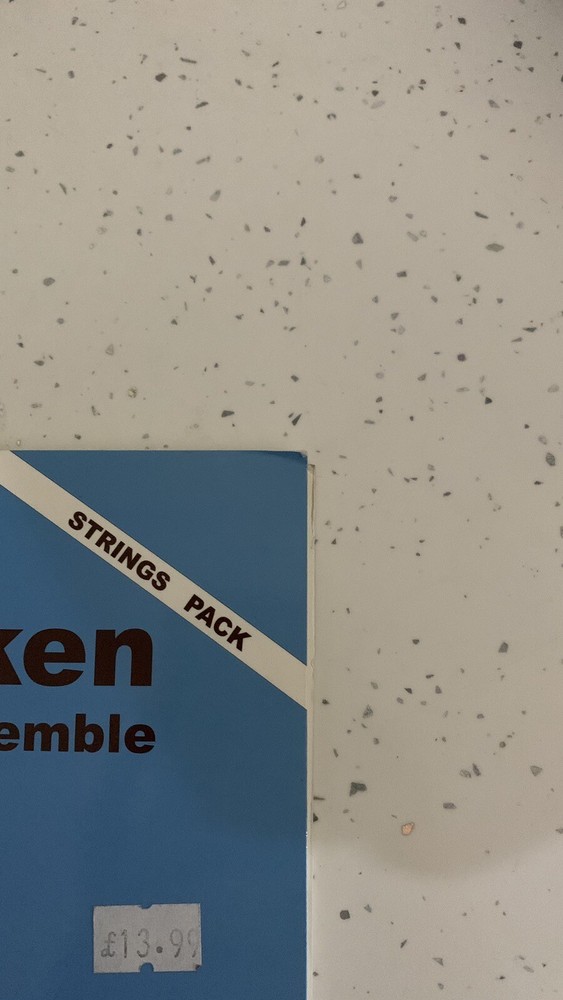 STRINGS PACK
ken
emble
£13.99